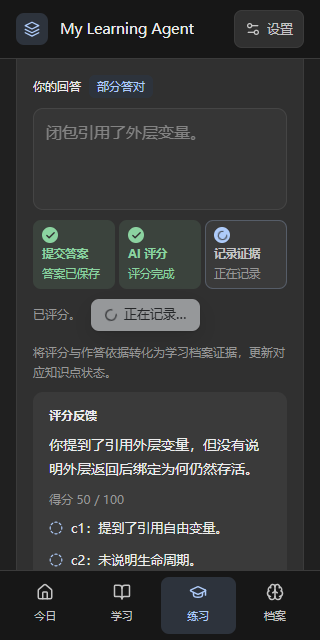 My Learning Agent
设置
你的回答 部分答对
闭包引用了外层变量。
提交答案
答案已保存
AI 评分
评分完成
记录证据
正在记录
已评分。
正在记录...
将评分与作答依据转化为学习档案证据，更新对
应知识点状态。
评分反馈
你提到了引用外层变量，但没有说
明外层返回后绑定为何仍然存活。
得分 50 / 100
c1：提到了引用自由变量。
c2：未说明生命周期。
今日
学习
练习
档案